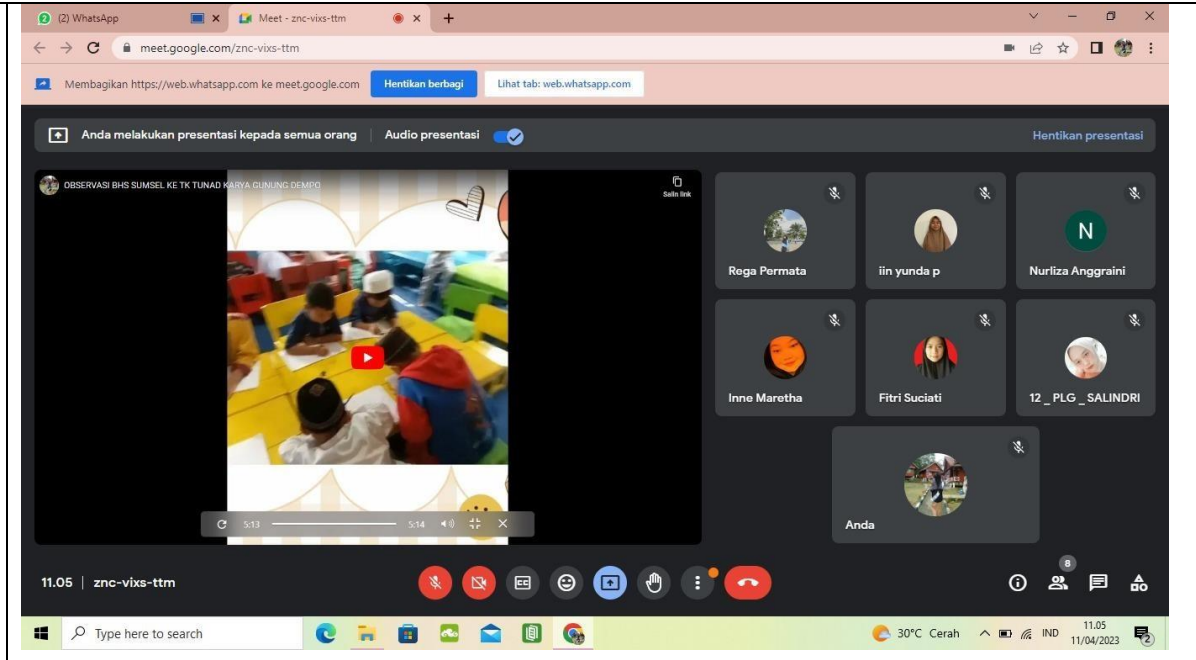 (2) WhatsApp
Meet - znc-vixs-ttm
meet.google.com/znc-vixs-ttm
Membagikan https://web.whatsapp.com ke meet.google.com
Hentikan berbagi
Lihat tab: web.whatsapp.com
Anda melakukan presentasi kepada semua orang
Audio presentasi
Hentikan presentasi
OBSERVASI BHS SUMSEL KE TK TUNAD KARYA GUNUNG DEMPO
Salin link
Rega Permata
iin yunda p
N
Nurliza Anggraini
Inne Maretha
Fitri Suciati
12 _ PLG _ SALINDRI
Anda
5:13
5:14
11.05 | znc-vixs-ttm
8
Type here to search
30°C Cerah
IND
11.05
11/04/2023
2